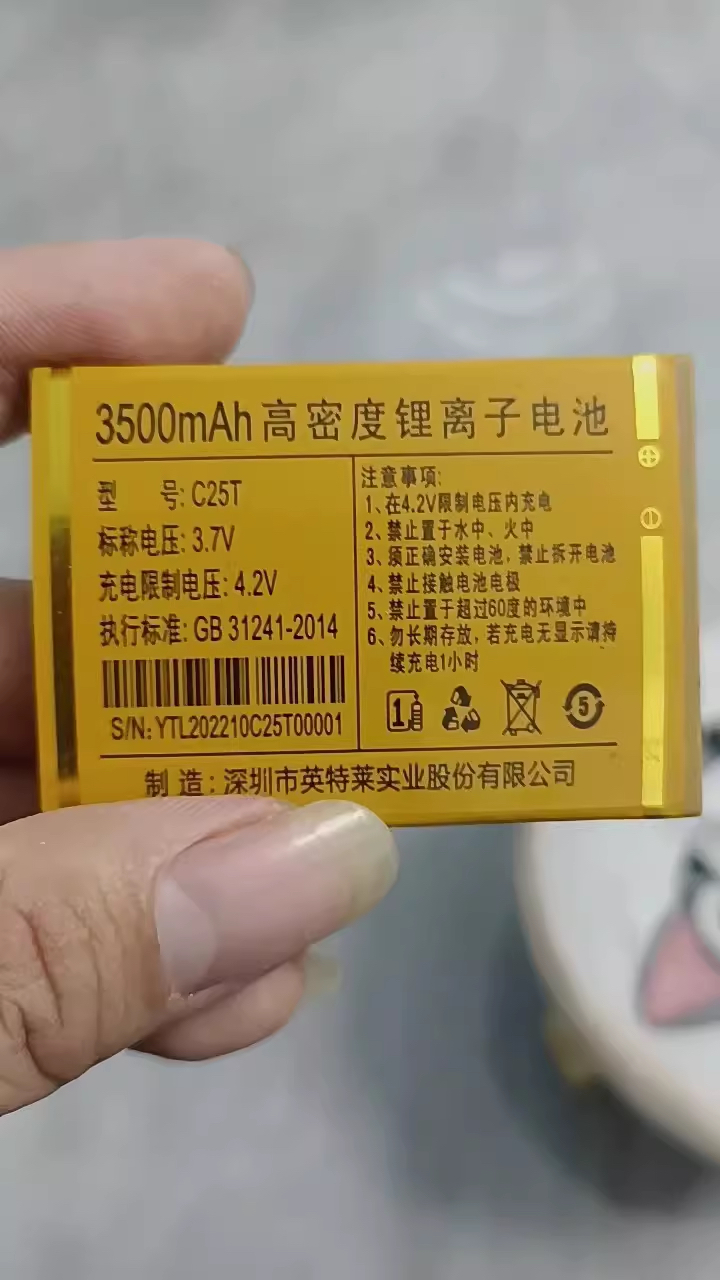 3500mAh高密度锂离子电池
型 号: C25T
标称电压: 3.7V
充电限制电压: 4.2V
执行标准: GB 31241-2014
S/N: YTL202210C25T00001
注意事项:
1、在4.2V限制电压内充电
2、禁止置于水中、火中
3、须正确安装电池，禁止拆开电池
4、禁止接触电池电极
5、禁止置于超过60度的环境中
6、勿长期存放，若充电无显示请持
续充电1小时
1
5
制 造: 深圳市英特莱实业股份有限公司
⊕
⊖